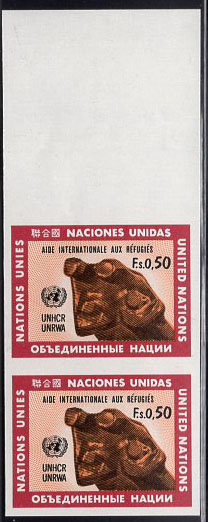 聯合國 NACIONES UNIDAS
NATIONS UNIES
AIDE INTERNATIONALE AUX RÉFUGIÉS
F.s.0,50
UNHCR
UNRWA
UNITED NATIONS
ОБЪЕДИНЕННЫЕ НАЦИИ
聯合國 NACIONES UNIDAS
NATIONS UNIES
AIDE INTERNATIONALE AUX RÉFUGIÉS
F.s.0,50
UNHCR
UNRWA
UNITED NATIONS
ОБЪЕДИНЕННЫЕ НАЦИИ